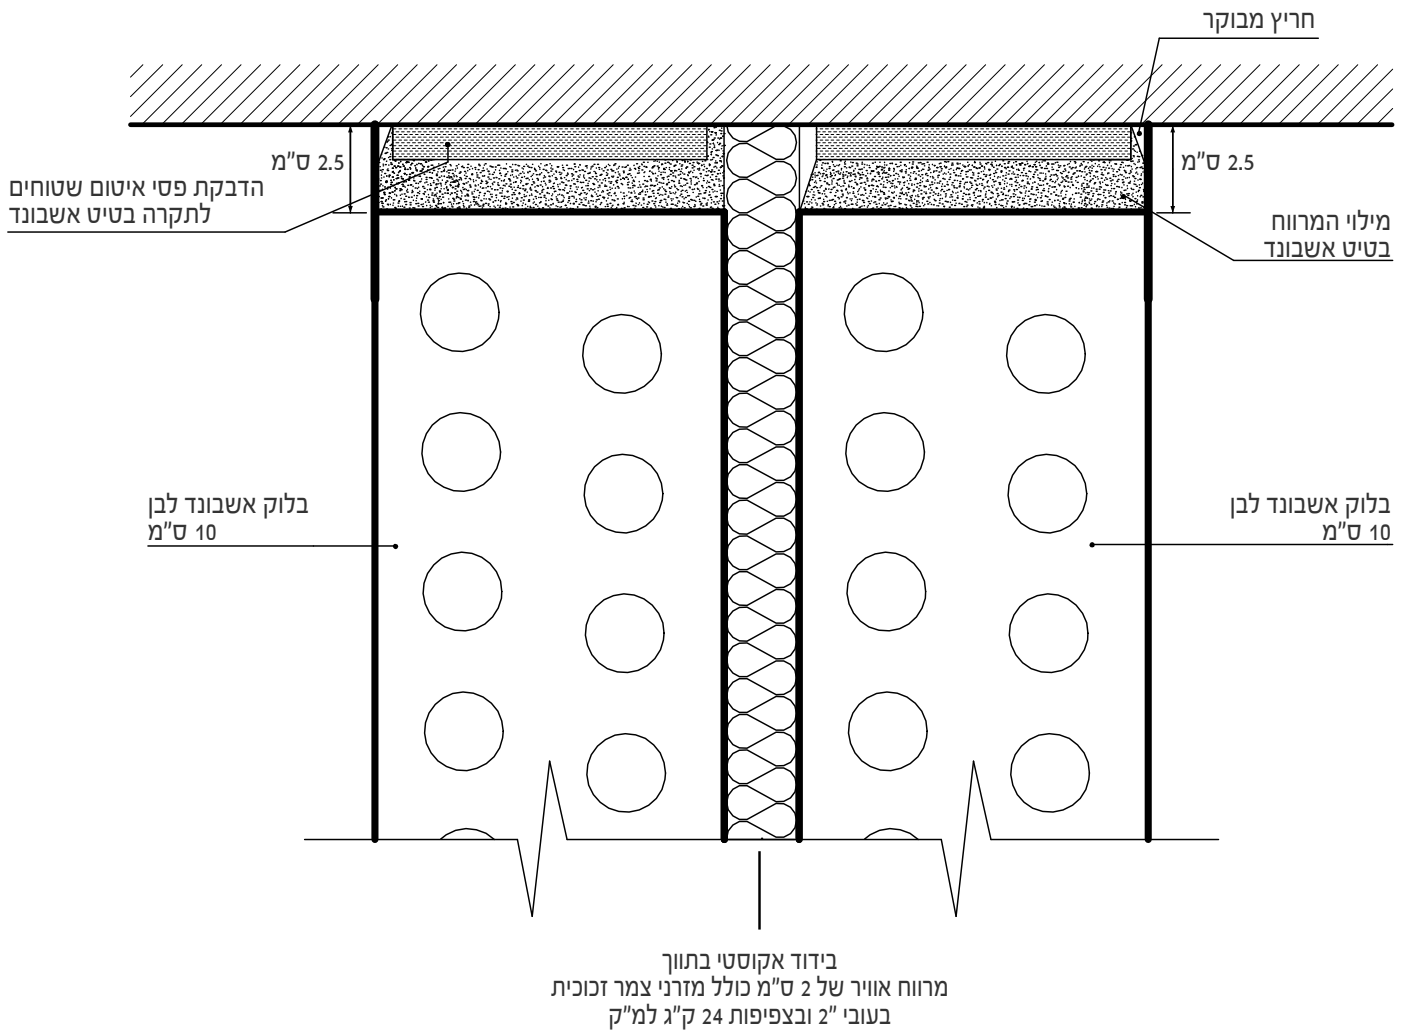 חריץ מבוקר
2.5 ס"מ
2.5 ס"מ
הדבקת פסי איטום שטוחים
לתקרה בטיט אשבונד
מילוי המרווח
בטיט אשבונד
בלוק אשבונד לבן
10 ס"מ
בלוק אשבונד לבן
10 ס"מ
בידוד אקוסטי בתווך
מרווח אוויר של 2 ס"מ כולל מזרני צמר זכוכית
בעובי "2 ובצפיפות 24 ק"ג למ"ק